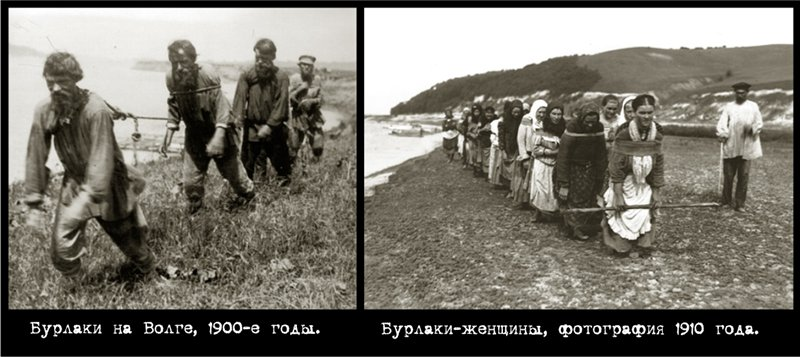 Бурлаки на Волге, 1900-е годы.
Бурлаки-женщины, фотография 1910 года.